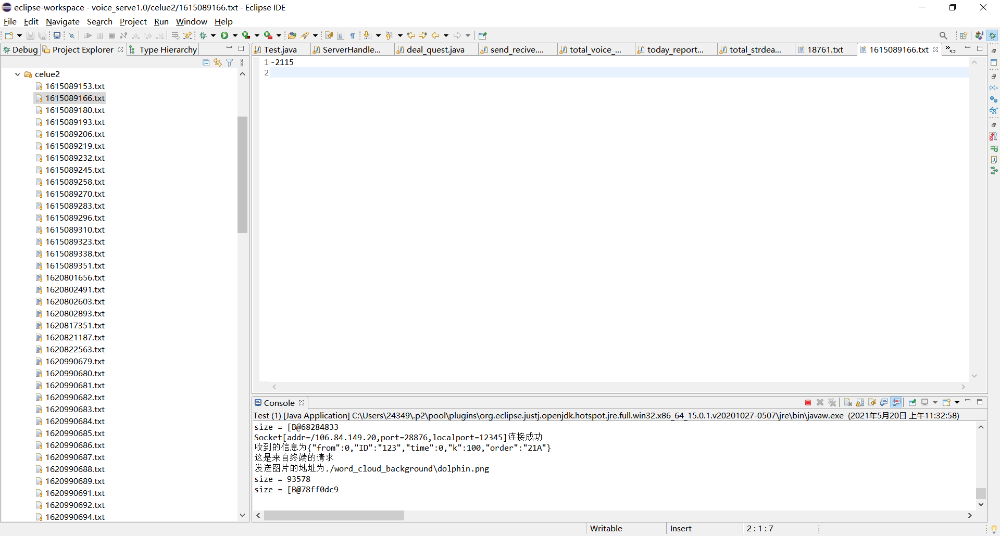 eclipse-workspace - voice_serve1.0/celue2/1615089166.txt - Eclipse IDE
File Edit Navigate Search Project Run Window Help
Debug Project Explorer Type Hierarchy
celue2
1615089153.txt
1615089166.txt
1615089180.txt
1615089193.txt
1615089206.txt
1615089219.txt
1615089232.txt
1615089245.txt
1615089258.txt
1615089270.txt
1615089283.txt
1615089296.txt
1615089310.txt
1615089323.txt
1615089338.txt
1615089351.txt
1620801656.txt
1620802491.txt
1620802603.txt
1620802893.txt
1620817351.txt
1620821187.txt
1620822563.txt
1620990679.txt
1620990680.txt
1620990681.txt
1620990682.txt
1620990683.txt
1620990684.txt
1620990685.txt
1620990686.txt
1620990687.txt
1620990688.txt
1620990689.txt
1620990691.txt
1620990692.txt
1620990694.txt
Test.java ServerHandle... deal_quest.java send_recive.... total_voice_... today_report... total_strdea... 18761.txt 1615089166.txt »52
1 -2115
2
Console
Test (1) [Java Application] C:\Users\24349\.p2\pool\plugins\org.eclipse.justj.openjdk.hotspot.jre.full.win32.x86_64_15.0.1.v20201027-0507\jre\bin\javaw.exe (2021年5月20日 上午11:32:58)
size = [B@68284833
Socket[addr=/106.84.149.20,port=28876,localport=12345]连接成功
收到的信息为{"from":0,"ID":"123","time":0,"k":100,"order":"21A"}
这是来自终端的请求
发送图片的地址为./word_cloud_background\dolphin.png
size = 93578
size = [B@78ff0dc9
Writable Insert 2 : 1 : 7